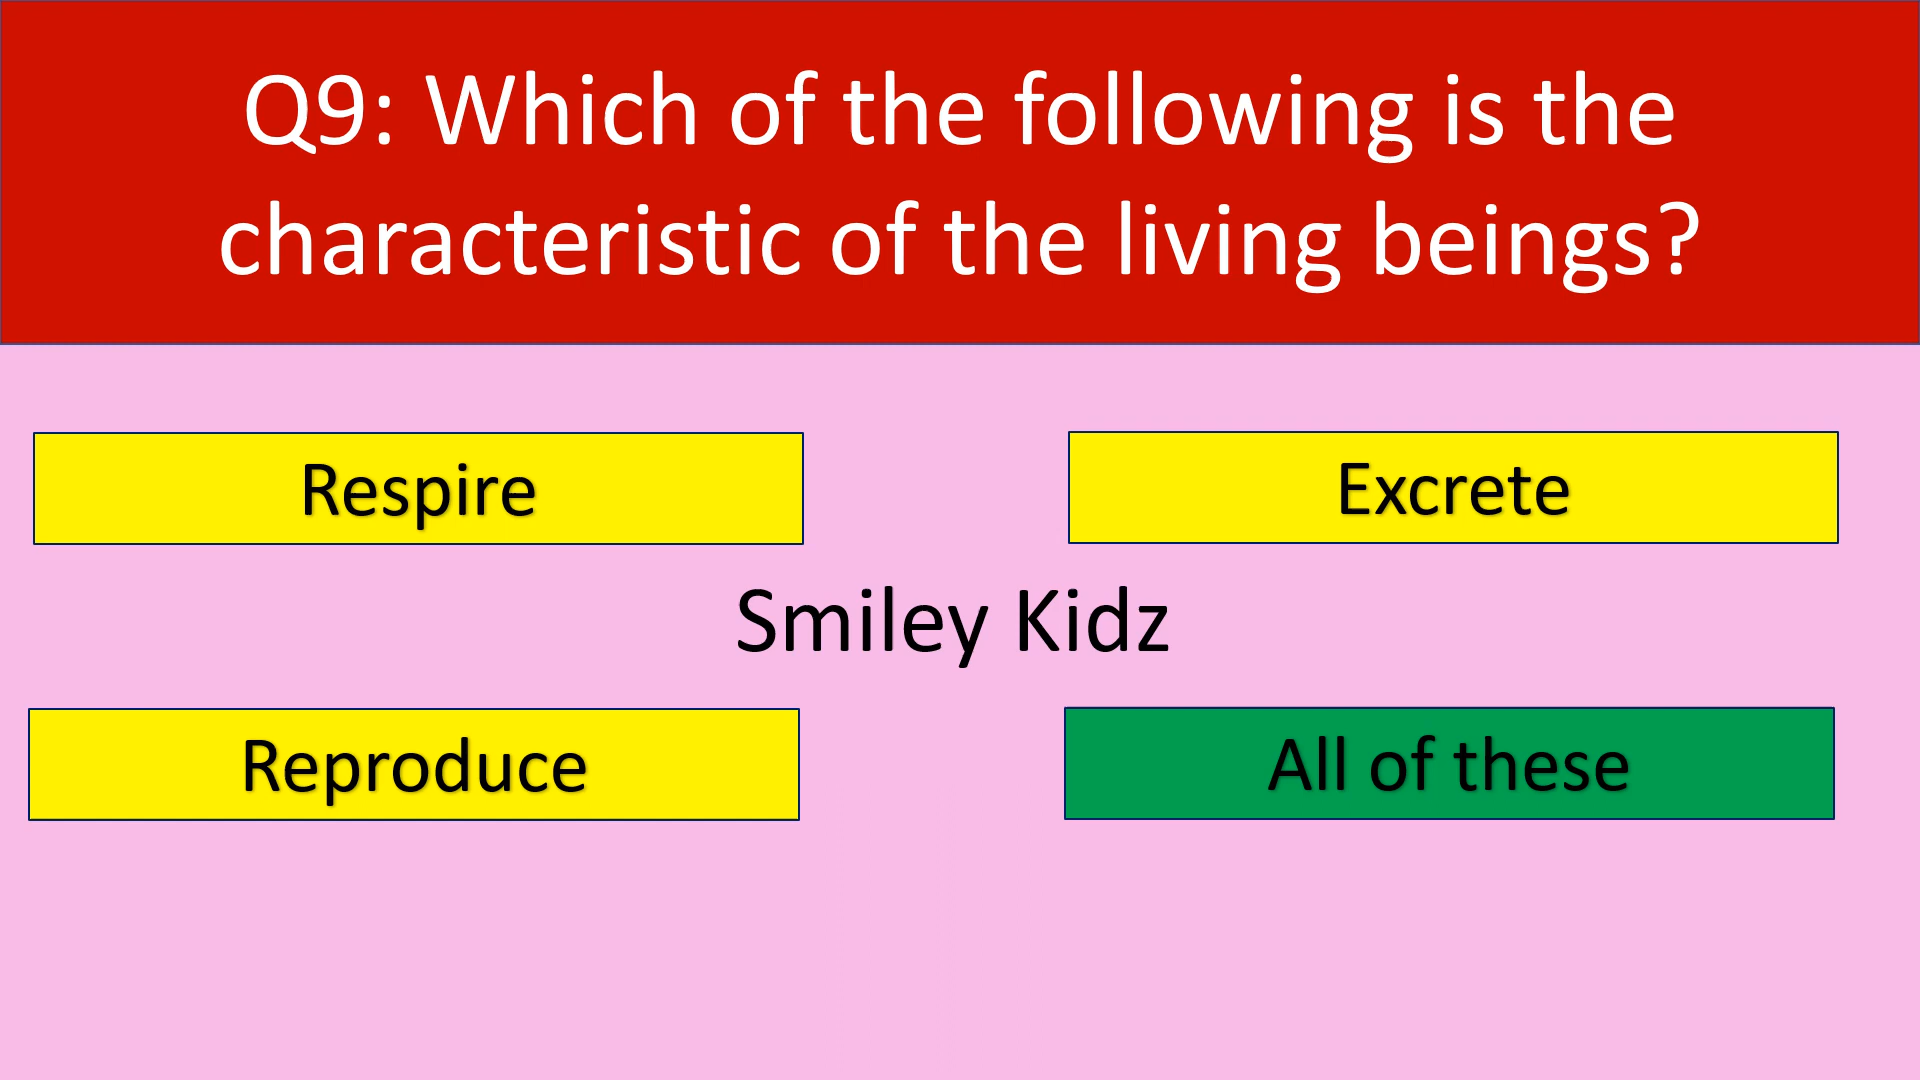 Q9: Which of the following is the
characteristic of the living beings?
Respire
Excrete
Smiley Kidz
Reproduce
All of these